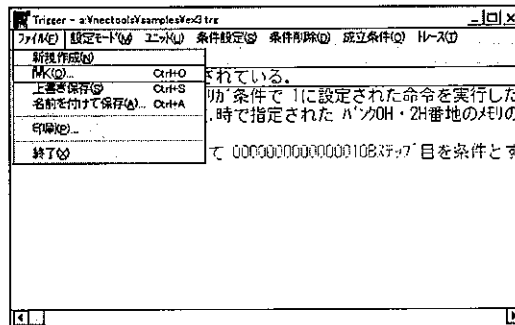 Trigger - a:¥nectools¥samples¥ex3.trg
ファイル(F) 設定モード(M) ユニット(U) 条件設定(S) 条件削除(D) 成立条件(Q) トレース(T)
新規作成(N)
開く(O)... Ctrl+O
されている.
上書き保存(S) Ctrl+S
リが条件で 1に設定された命令を実行した
名前を付けて保存(A)... Ctrl+A
時で指定された バンク0H・2H番地のメモリの
印刷(P)...
終了(X)
て 0000000000000010Bステップ目を条件とす